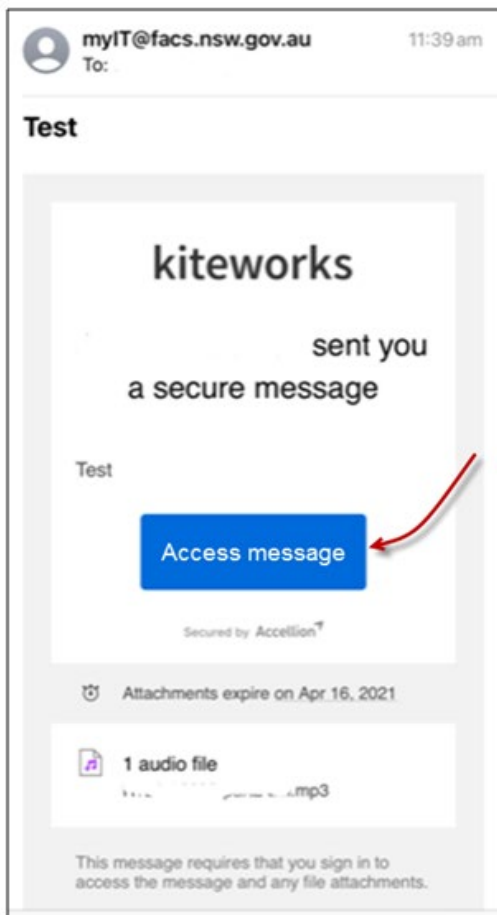 myIT@facs.nsw.gov.au 11:39 am
To:
Test
kiteworks
sent you
a secure message
Test
Access message
Secured by Accellion
Attachments expire on Apr 16, 2021
1 audio file
.mp3
This message requires that you sign in to
access the message and any file attachments.